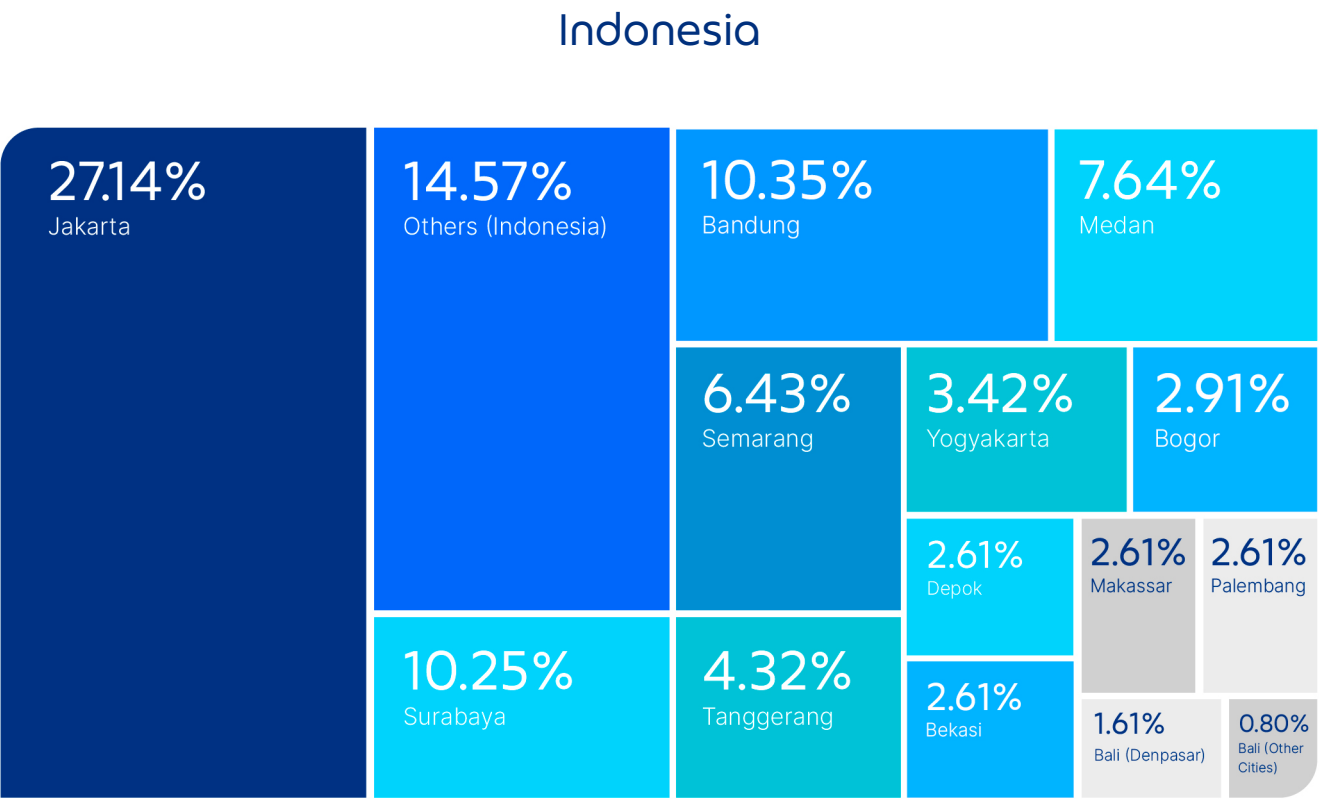 Indonesia
27.14%
Jakarta
14.57%
Others (Indonesia)
10.35%
Bandung
7.64%
Medan
6.43%
Semarang
3.42%
Yogyakarta
2.91%
Bogor
2.61%
Depok
2.61%
Makassar
2.61%
Palembang
10.25%
Surabaya
4.32%
Tanggerang
2.61%
Bekasi
1.61%
Bali (Denpasar)
0.80%
Bali (Other
Cities)